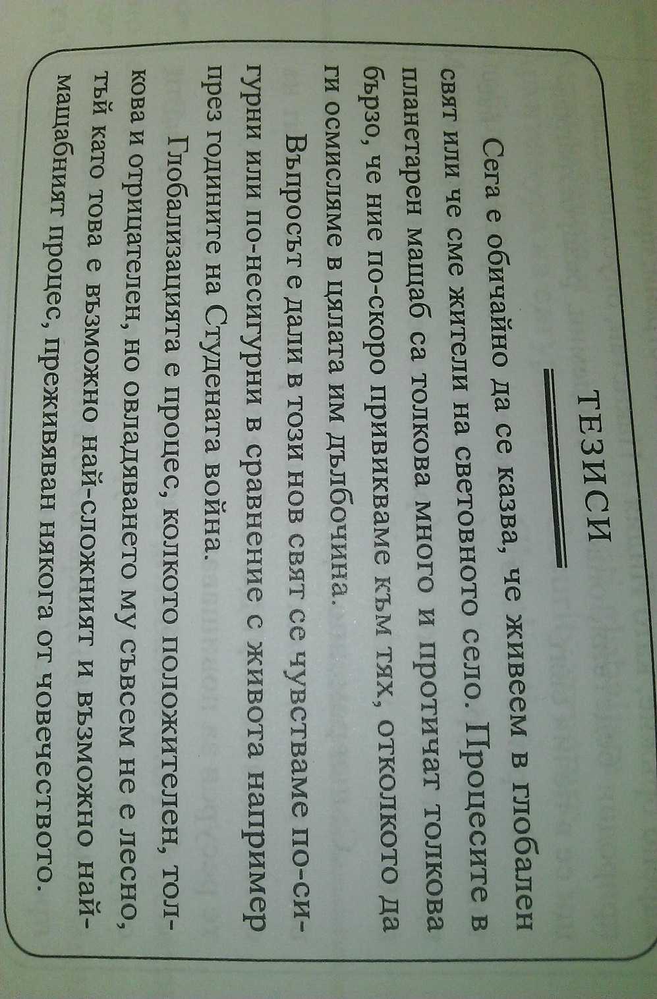 ТЕЗИСИ
Сега е обичайно да се казва, че живеем в глобален
свят или че сме жители на световното село. Процесите в
планетарен мащаб са толкова много и протичат толкова
бързо, че ние по-скоро привикваме към тях, отколкото да
ги осмисляме в цялата им дълбочина.
Въпросът е дали в този нов свят се чувстваме по-си-
гурни или по-несигурни в сравнение с живота например
през годините на Студената война.
Глобализацията е процес, колкото положителен, тол-
кова и отрицателен, но овладяването му съвсем не е лесно,
тъй като това е възможно най-сложният и възможно най-
мащабният процес, преживяван някога от човечеството.